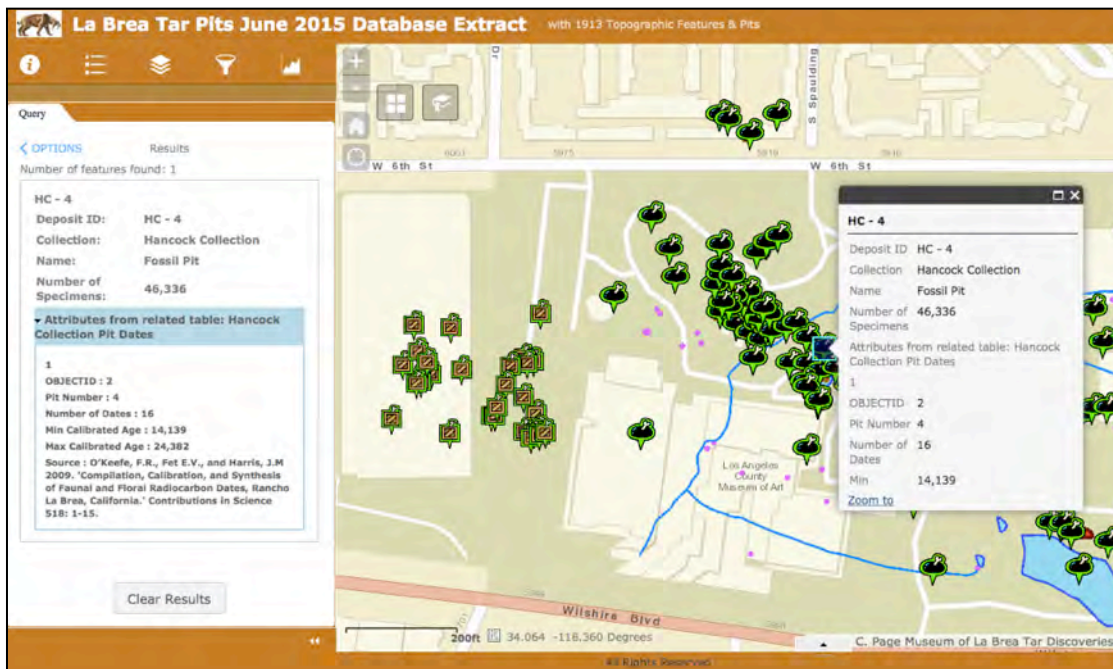 La Brea Tar Pits June 2015 Database Extract with 1913 Topographic Features & Pits
Query
OPTIONS Results
Number of features found: 1
HC - 4
Deposit ID: HC - 4
Collection: Hancock Collection
Name: Fossil Pit
Number of
Specimens: 46,336
Attributes from related table: Hancock
Collection Pit Dates
1
OBJECTID : 2
Pit Number : 4
Number of Dates : 16
Min Calibrated Age : 14,139
Max Calibrated Age : 24,382
Source : O'Keefe, F.R., Fet E.V., and Harris, J.M
2009. 'Compilation, Calibration, and Synthesis
of Faunal and Floral Radiocarbon Dates, Rancho
La Brea, California.' Contributions in Science
518: 1-15.
Clear Results
Dr
S Spaulding
5975
5919
W 6th St
W 6th St
HC - 4
Deposit ID HC - 4
Collection Hancock Collection
Name Fossil Pit
Number of 46,336
Specimens
Attributes from related table: Hancock
Collection Pit Dates
1
OBJECTID 2
Pit Number 4
Number of 16
Dates
Min 14,139
Zoom to
Los Angeles
County
Museum of Art
Wilshire Blvd
200ft 34.064 -118.360 Degrees
C. Page Museum of La Brea Tar Discoveries
All Rights Reserved